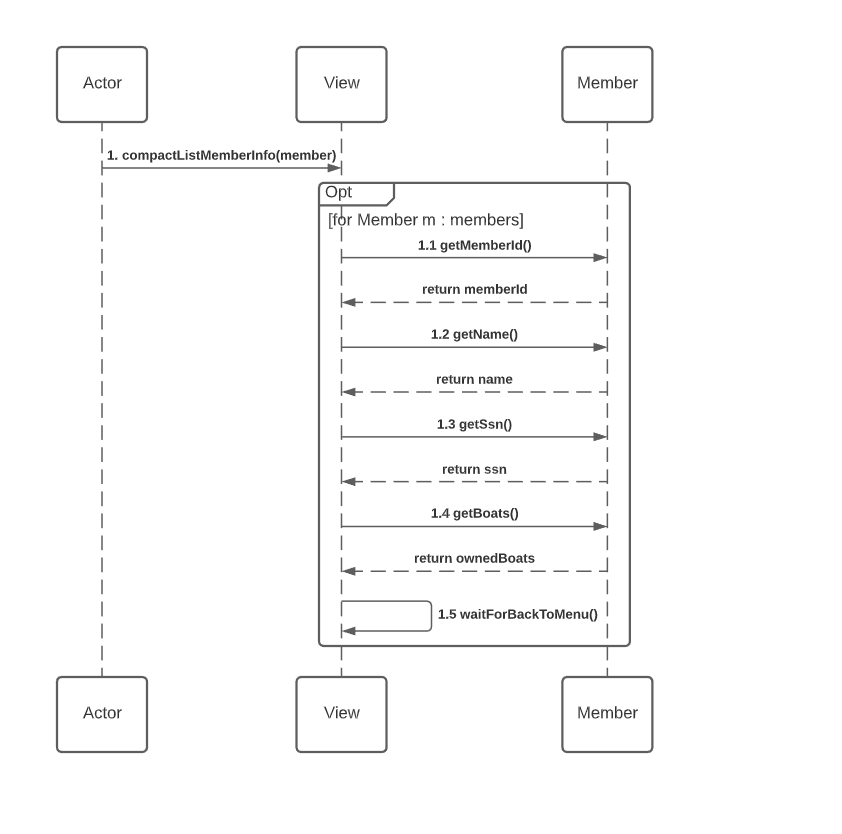 Actor
View
Member
1. compactListMemberInfo(member)
Opt
[for Member m : members]
1.1 getMemberId()
return memberId
1.2 getName()
return name
1.3 getSsn()
return ssn
1.4 getBoats()
return ownedBoats
1.5 waitForBackToMenu()
Actor
View
Member